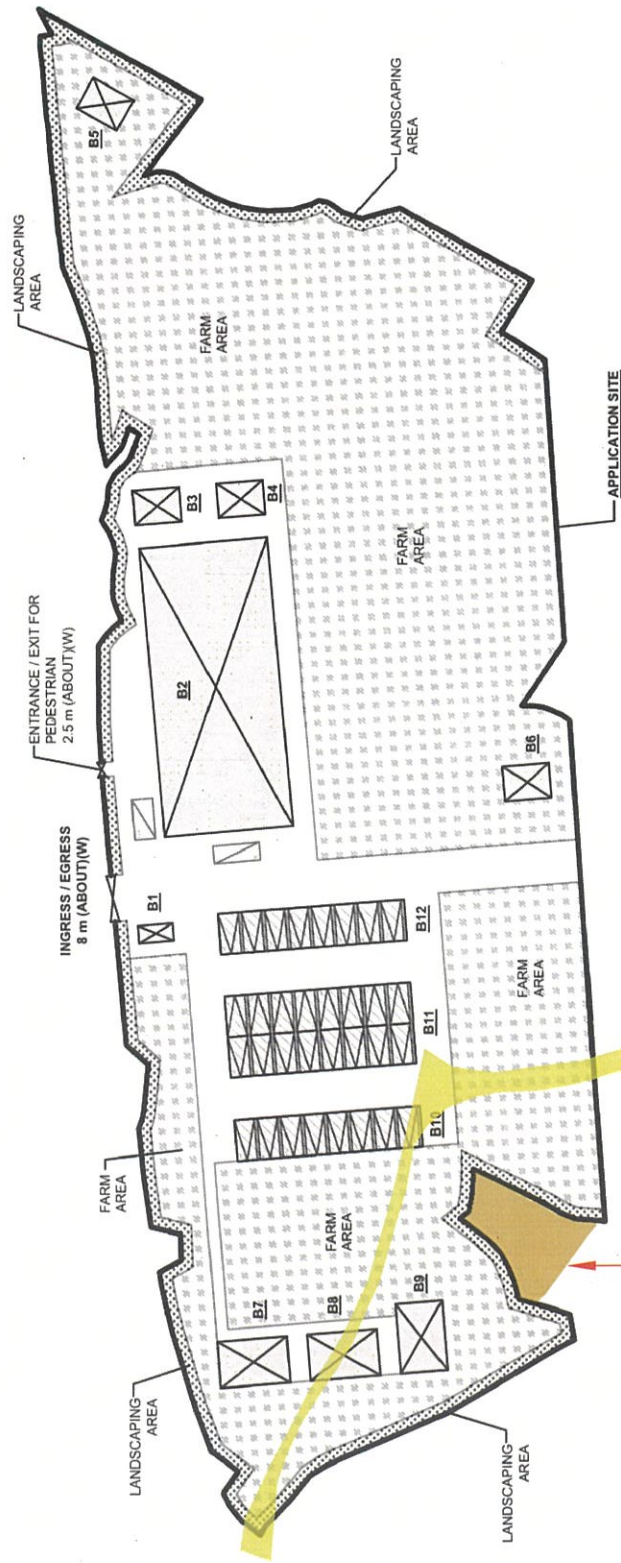 LANDSCAPING
AREA
B5
LANDSCAPING
AREA
FARM
AREA
B3
B4
ENTRANCE / EXIT FOR
PEDESTRIAN
2.5 m (ABOUT)(W)
B2
FARM
AREA
APPLICATION SITE
B6
INGRESS / EGRESS
8 m (ABOUT)(W)
B1
B12
B11
B10
FARM
AREA
FARM
AREA
FARM
AREA
B7
B8
B9
LANDSCAPING
AREA
LANDSCAPING
AREA